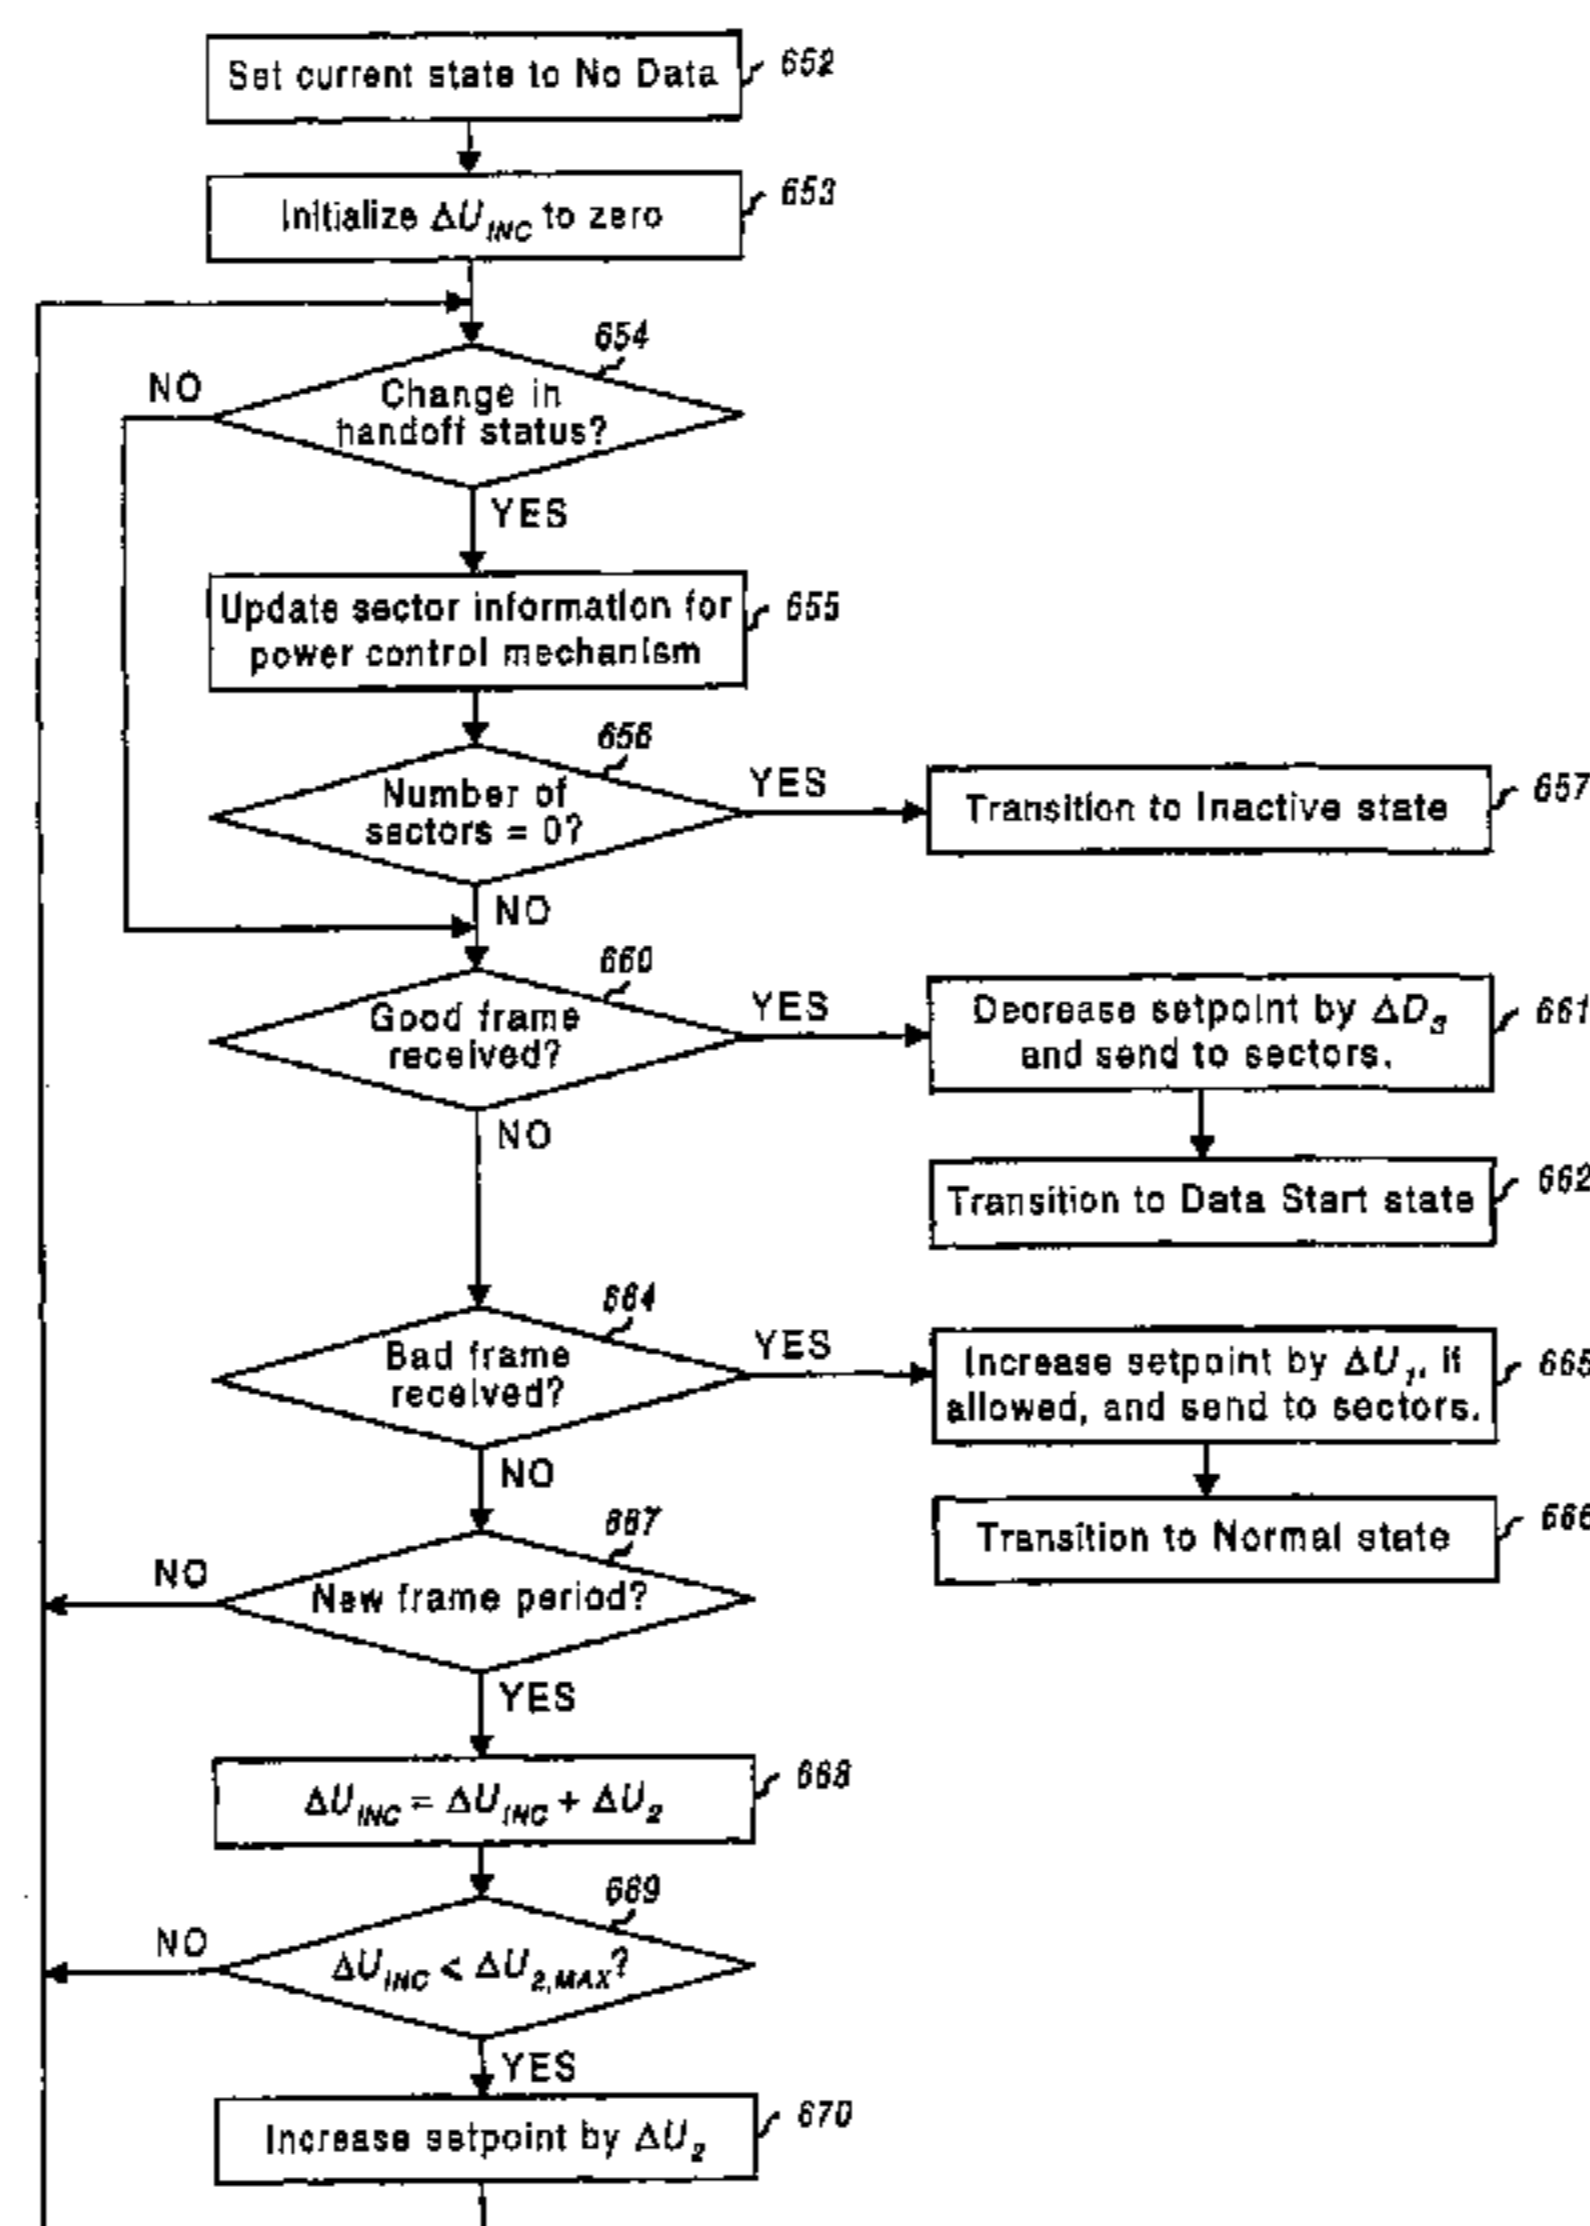 Set current state to No Data
652
Initialize ΔU_INC to zero
653
654
Change in
handoff status?
NO
YES
Update sector information for
power control mechanism
655
656
Number of
sectors = 0?
YES
NO
Transition to Inactive state
657
660
Good frame
received?
YES
NO
Decrease setpoint by ΔD_3
and send to sectors.
661
Transition to Data Start state
662
664
Bad frame
received?
YES
NO
Increase setpoint by ΔU_1, if
allowed, and send to sectors.
665
Transition to Normal state
666
667
New frame period?
NO
YES
ΔU_INC = ΔU_INC + ΔU_2
668
669
ΔU_INC < ΔU_2,MAX?
NO
YES
Increase setpoint by ΔU_2
670